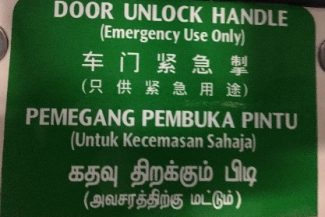 DOOR UNLOCK HANDLE
(Emergency Use Only)
车门紧急掣
(只供紧急用途)
PEMEGANG PEMBUKA PINTU
(Untuk Kecemasan Sahaja)
கதவு திறக்கும் பிடி
(அவசரத்திற்கு மட்டும்)